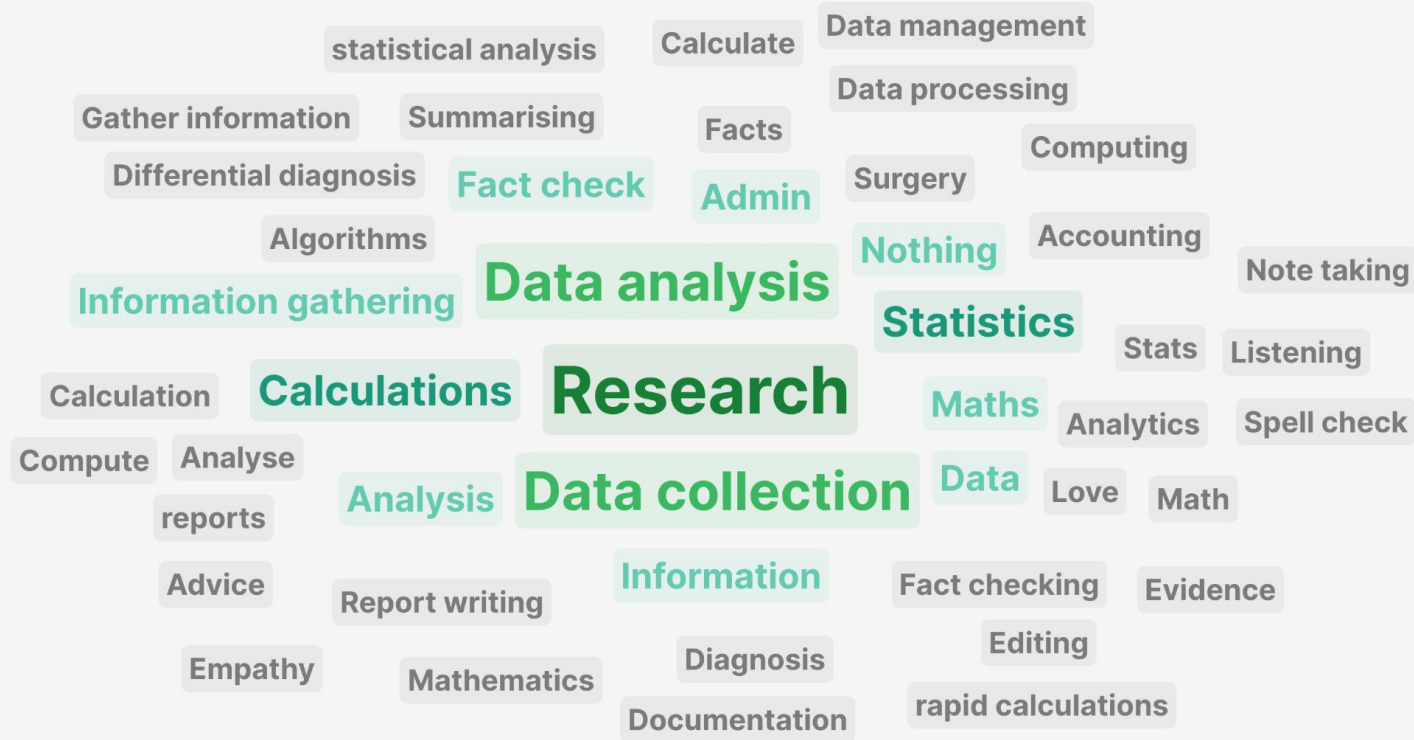 Data management
statistical analysis
Calculate
Data processing
Gather information
Summarising
Facts
Computing
Differential diagnosis
Fact check
Admin
Surgery
Algorithms
Nothing
Accounting
Note taking
Information gathering
Data analysis
Statistics
Stats
Listening
Calculation
Calculations
Research
Maths
Analytics
Spell check
Compute
Analyse
Analysis
Data collection
Data
Love
Math
reports
Advice
Report writing
Information
Fact checking
Evidence
Editing
Empathy
Mathematics
Diagnosis
Documentation
rapid calculations